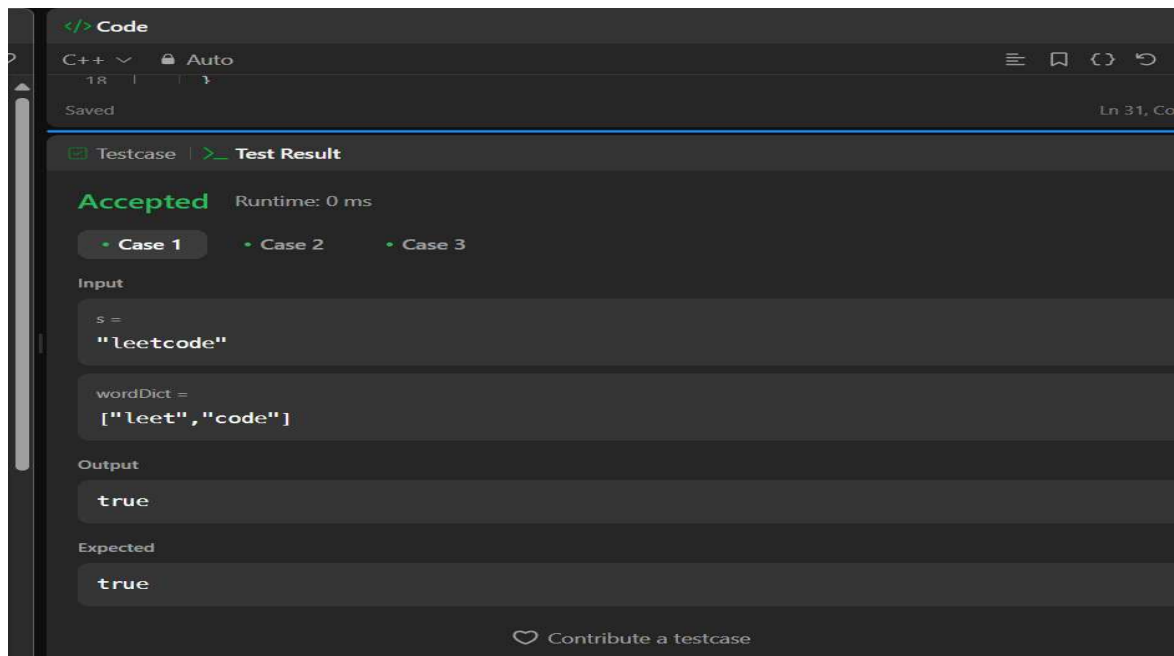 </> Code
C++ Auto
18 }
Saved Ln 31, Co
Testcase >_ Test Result
Accepted Runtime: 0 ms
Case 1 Case 2 Case 3
Input
s =
"leetcode"
wordDict =
["leet","code"]
Output
true
Expected
true
Contribute a testcase